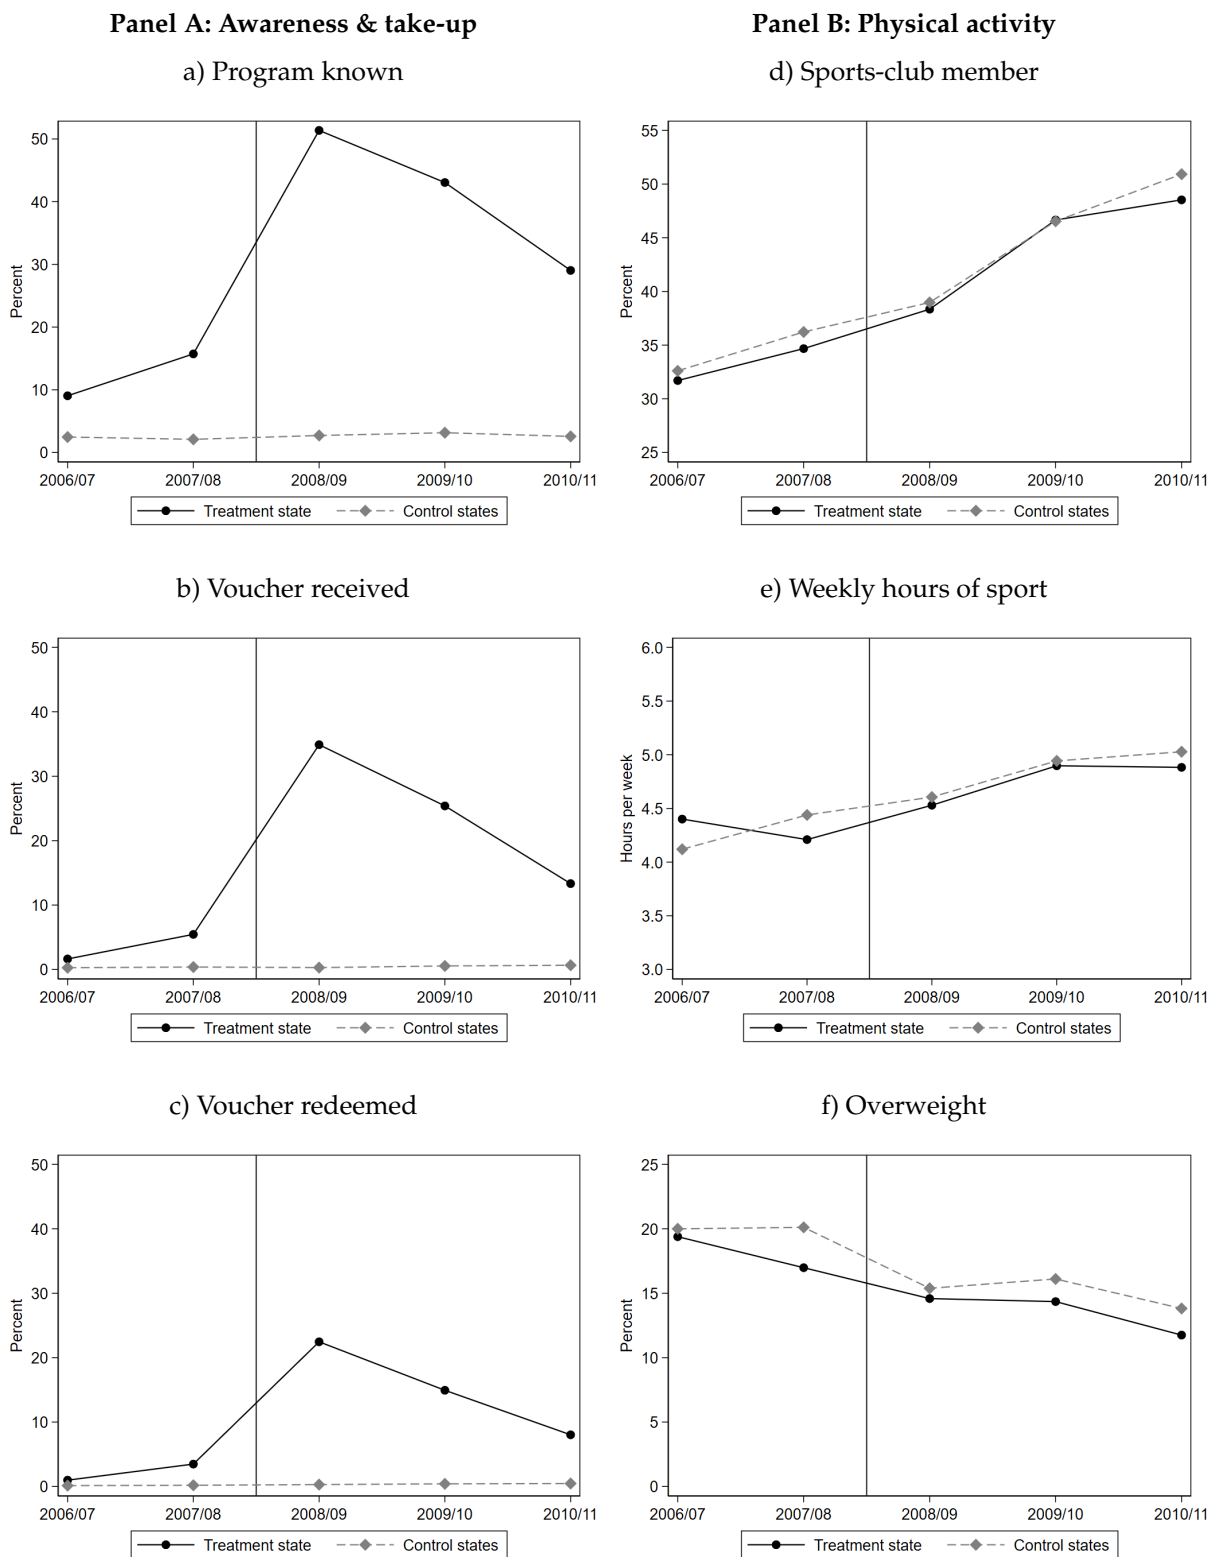 Panel A: Awareness & take-up
a) Program known
Percent
50
40
30
20
10
0
2006/07 2007/08 2008/09 2009/10 2010/11
Treatment state Control states
b) Voucher received
Percent
50
40
30
20
10
0
2006/07 2007/08 2008/09 2009/10 2010/11
Treatment state Control states
c) Voucher redeemed
Percent
50
40
30
20
10
0
2006/07 2007/08 2008/09 2009/10 2010/11
Treatment state Control states
Panel B: Physical activity
d) Sports-club member
Percent
55
50
45
40
35
30
25
2006/07 2007/08 2008/09 2009/10 2010/11
Treatment state Control states
e) Weekly hours of sport
Hours per week
6.0
5.5
5.0
4.5
4.0
3.5
3.0
2006/07 2007/08 2008/09 2009/10 2010/11
Treatment state Control states
f) Overweight
Percent
25
20
15
10
5
0
2006/07 2007/08 2008/09 2009/10 2010/11
Treatment state Control states